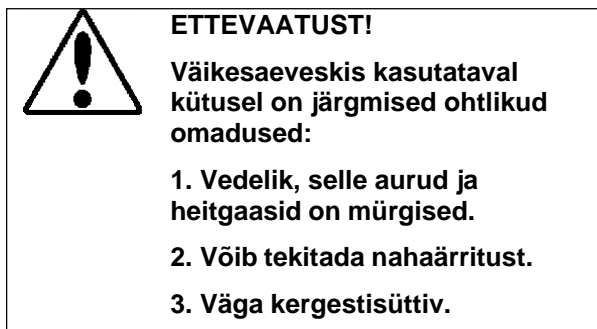 ETTEVAATUST!
Väikesaeveskis kasutataval
kütusel on järgmised ohtlikud
omadused:
1. Vedelik, selle aurud ja
heitgaasid on mürgised.
2. Võib tekitada nahaärritust.
3. Väga kergestisüttiv.